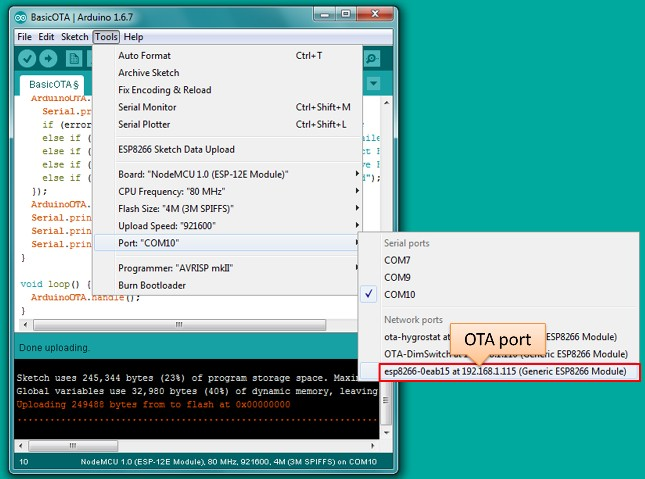 BasicOTA | Arduino 1.6.7
File Edit Sketch Tools Help
BasicOTA §
Auto Format Ctrl+T
Archive Sketch
Fix Encoding & Reload
Serial Monitor Ctrl+Shift+M
Serial Plotter Ctrl+Shift+L
ESP8266 Sketch Data Upload
Board: "NodeMCU 1.0 (ESP-12E Module)"
CPU Frequency: "80 MHz"
Flash Size: "4M (3M SPIFFS)"
Upload Speed: "921600"
Port: "COM10"
Programmer: "AVRISP mkII"
Burn Bootloader
Serial ports
COM7
COM9
COM10
Network ports
ota-hygrostat at ESP8266 Module)
OTA-DimSwitch at (Generic ESP8266 Module)
esp8266-0eab15 at 192.168.1.115 (Generic ESP8266 Module)
OTA port
ArduinoOTA.
Serial.pr
if (error
else if (
else if (
else if (
else if ( d");
});
ArduinoOTA.
Serial.prin
Serial.prin
Serial.prin
}
void loop() {
ArduinoOTA.handle();
}
Done uploading.
Sketch uses 245,344 bytes (23%) of program storage space. Maxi
Global variables use 32,980 bytes (40%) of dynamic memory, leaving
Uploading 249488 bytes from to flash at 0x00000000
................................................................
10 NodeMCU 1.0 (ESP-12E Module), 80 MHz, 921600, 4M (3M SPIFFS) on COM10